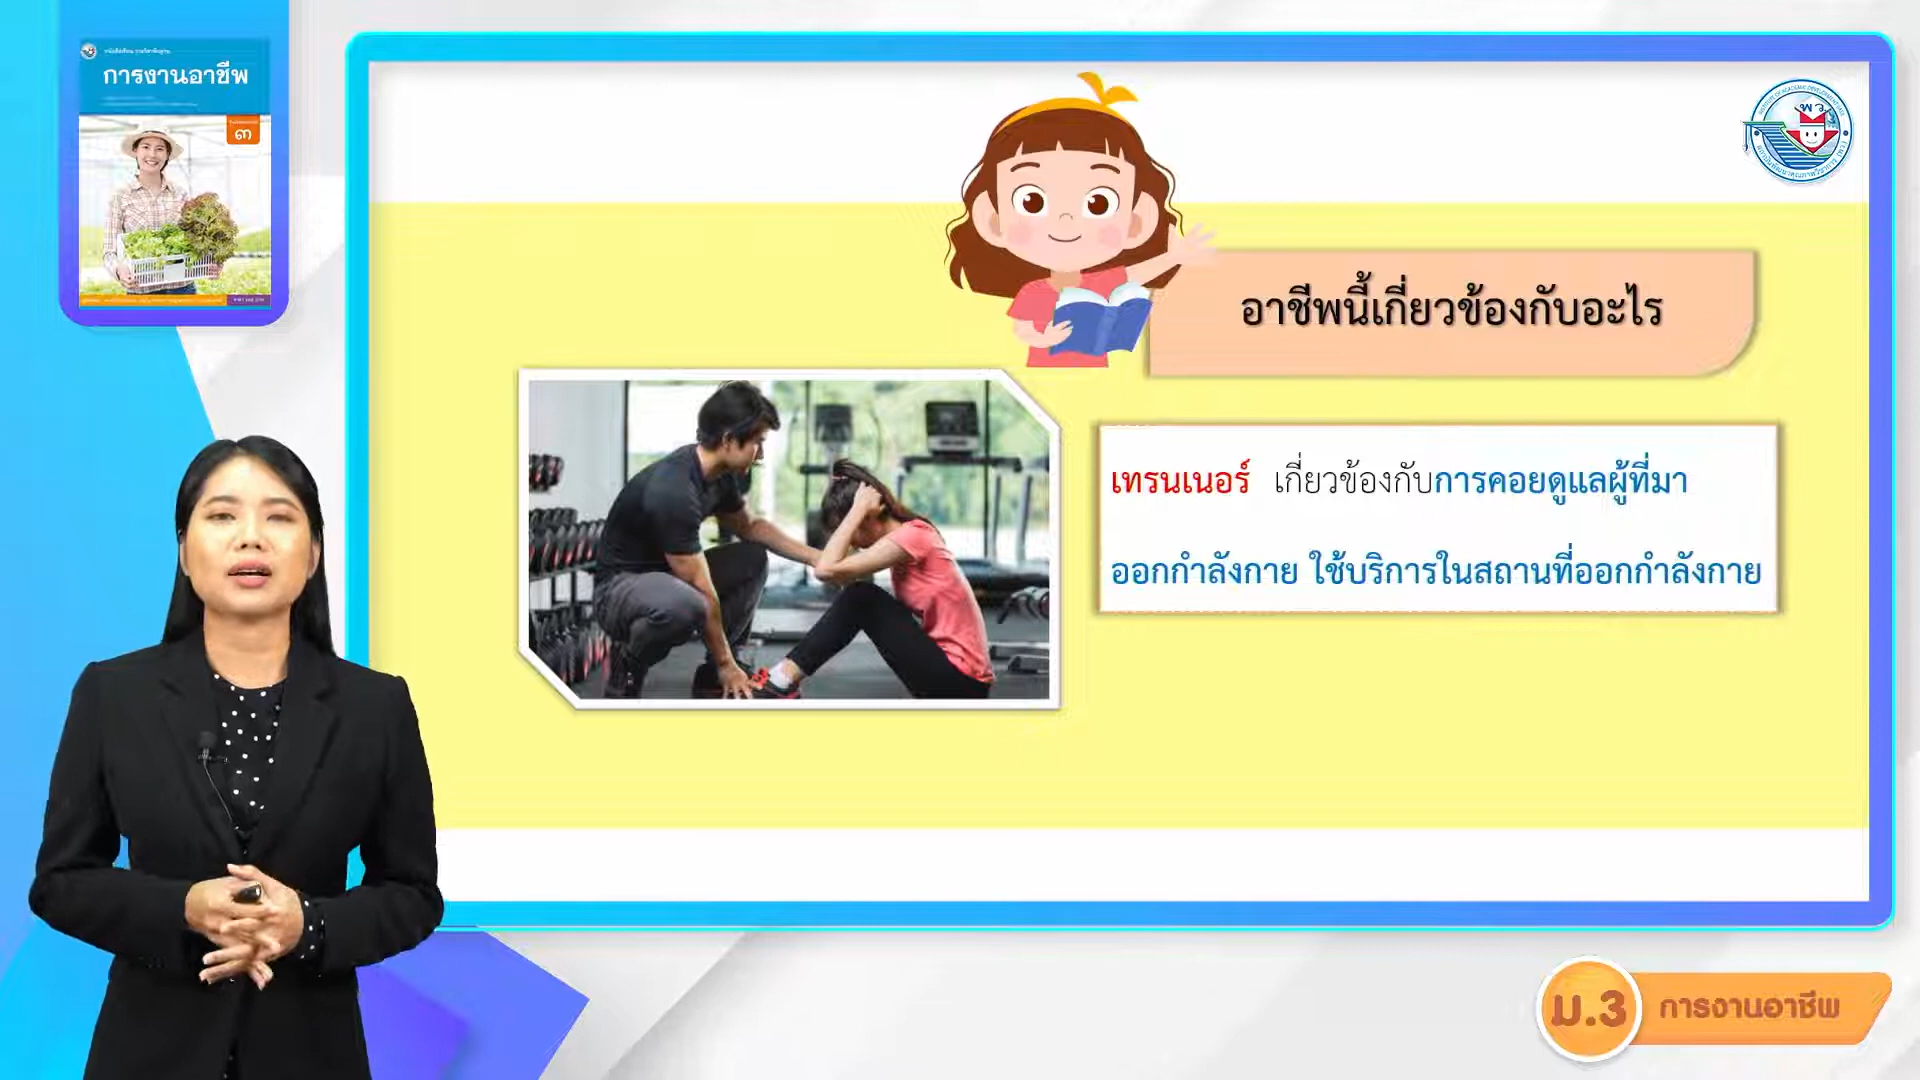 การงานอาชีพ
๓
พว
อาชีพนี้เกี่ยวข้องกับอะไร
เทรนเนอร์ เกี่ยวข้องกับการคอยดูแลผู้ที่มา
ออกกำลังกาย ใช้บริการในสถานที่ออกกำลังกาย
ม.3 การงานอาชีพ